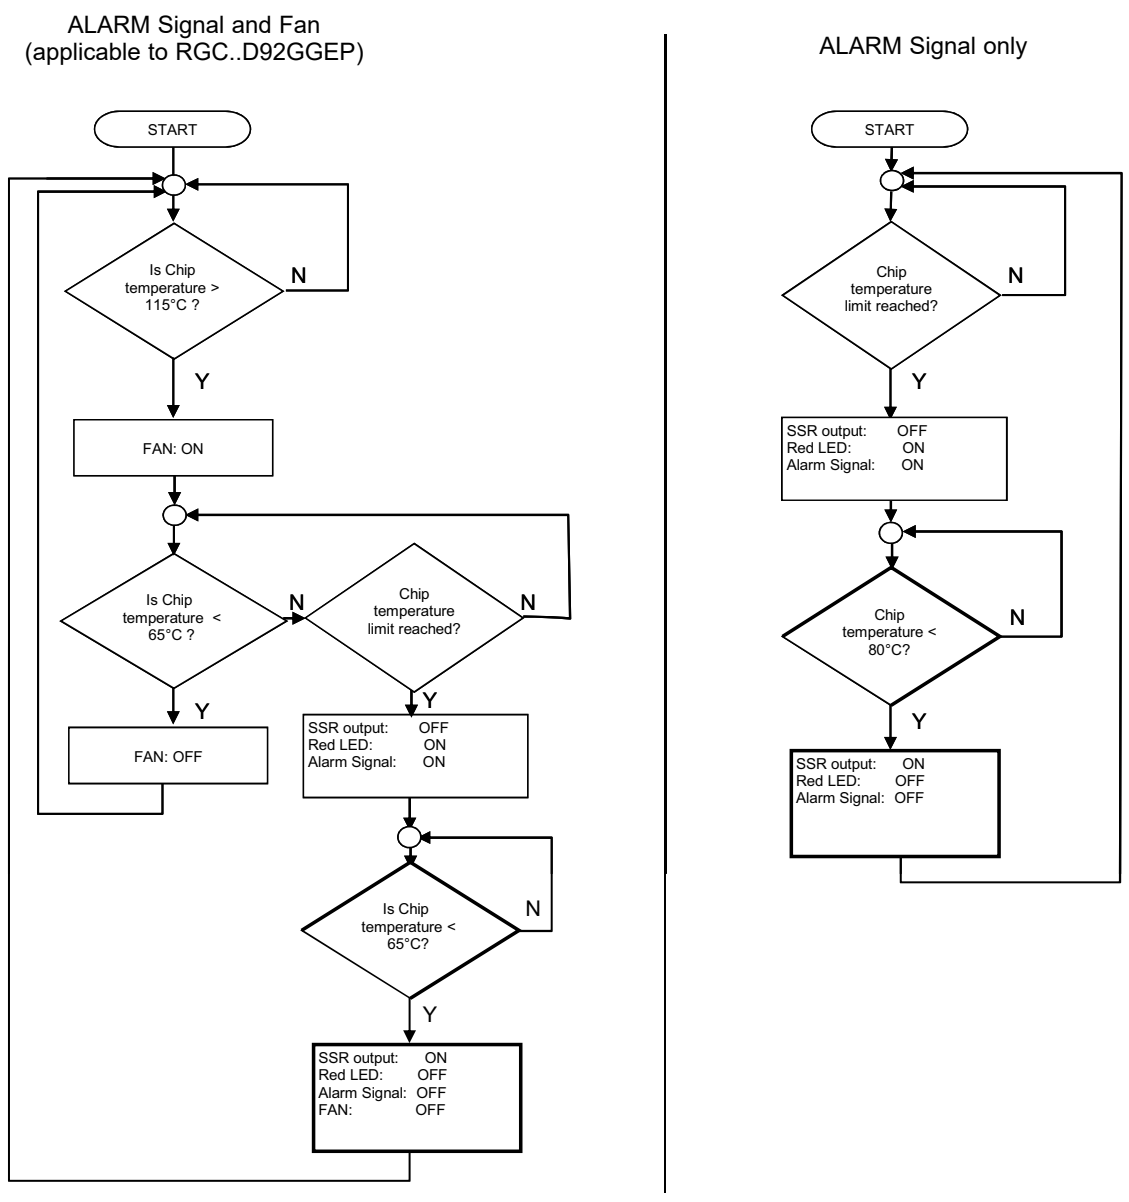 ALARM Signal and Fan
(applicable to RGC..D92GGEP)
START
Is Chip
temperature >
115°C ?
N
Y
FAN: ON
Is Chip
temperature <
65°C ?
N
Chip
temperature
limit reached?
N
Y
Y
FAN: OFF
SSR output: OFF
Red LED: ON
Alarm Signal: ON
Is Chip
temperature <
65°C?
N
Y
SSR output: ON
Red LED: OFF
Alarm Signal: OFF
FAN: OFF
ALARM Signal only
START
Chip
temperature
limit reached?
N
Y
SSR output: OFF
Red LED: ON
Alarm Signal: ON
Chip
temperature <
80°C?
N
Y
SSR output: ON
Red LED: OFF
Alarm Signal: OFF